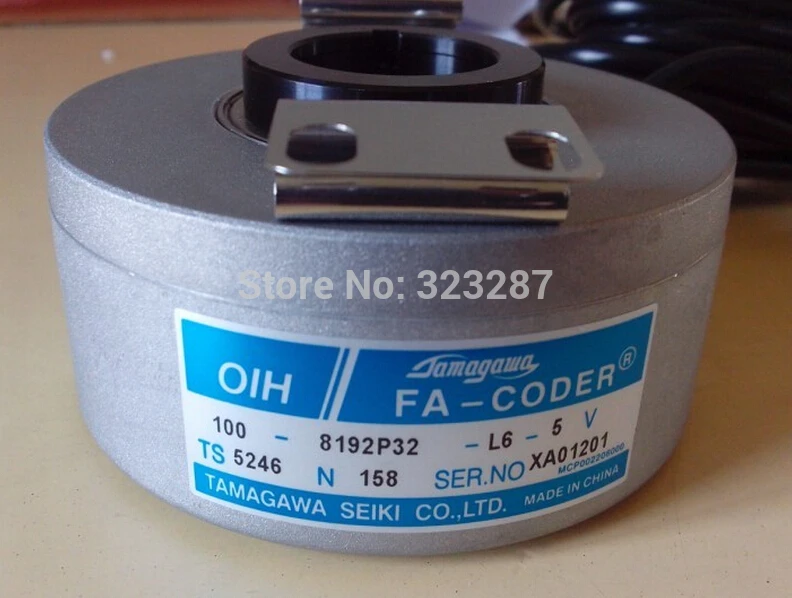 Store No: 323287
OIH
Tamagawa
FA-CODER®
100 - 8192P32 - L6 - 5 V
TS 5246 N 158 SER.NO XA01201
MCP002206000
TAMAGAWA SEIKI CO.,LTD. MADE IN CHINA